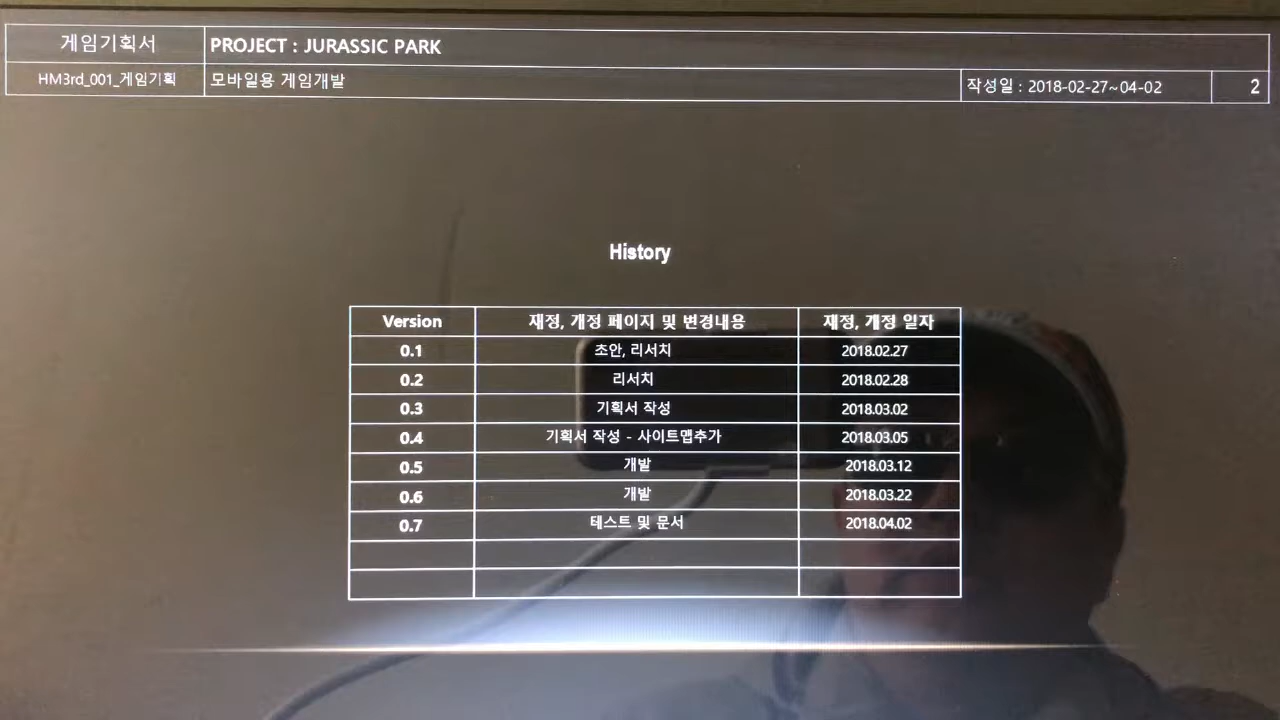 게임기획서
PROJECT : JURASSIC PARK
HM3rd_001_게임기획
모바일용 게임개발
작성일 : 2018-02-27~04-02
2
History
Version 재정, 개정 페이지 및 변경내용 재정, 개정 일자
0.1 초안, 리서치 2018.02.27
0.2 리서치 2018.02.28
0.3 기획서 작성 2018.03.02
0.4 기획서 작성 - 사이트맵추가 2018.03.05
0.5 개발 2018.03.12
0.6 개발 2018.03.22
0.7 테스트 및 문서 2018.04.02